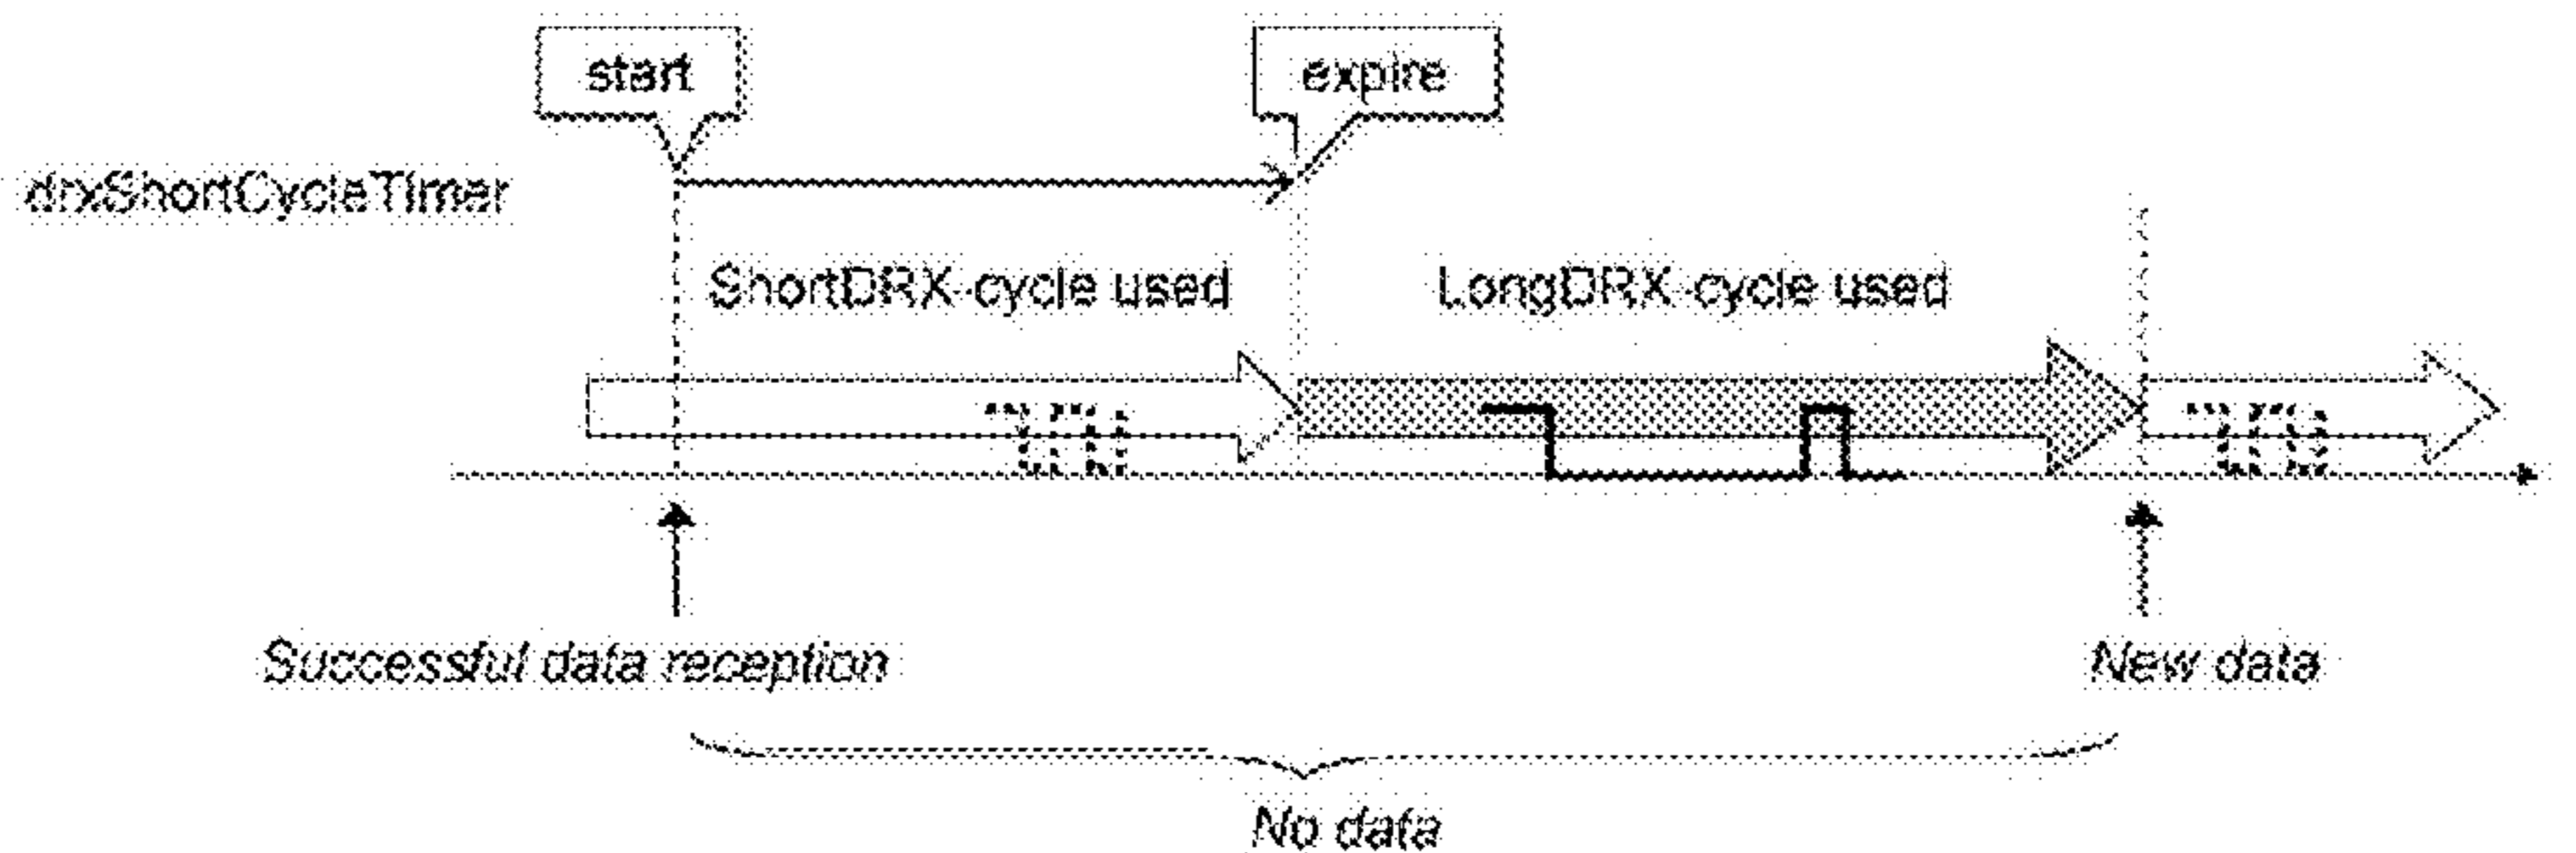 start
expire
drxShortCycleTimer
ShortDRX-cycle used
LongDRX-cycle used
Successful data reception
New data
No data